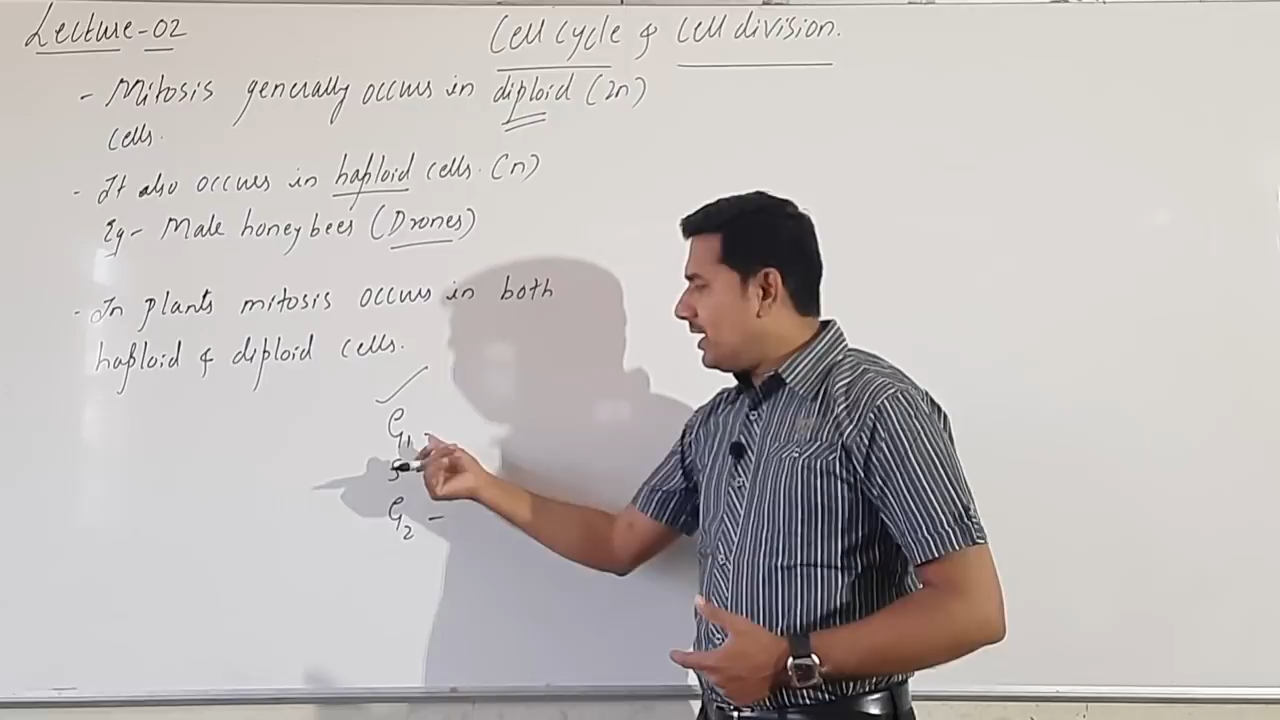 Lecture-02
Cell cycle & cell division.
- Mitosis generally occurs in diploid (2n)
cells.
- It also occurs in haploid cells. (n)
Eg- Male honeybees (Drones)
- In plants mitosis occurs in both
haploid & diploid cells.
G1 -
S
G2 -